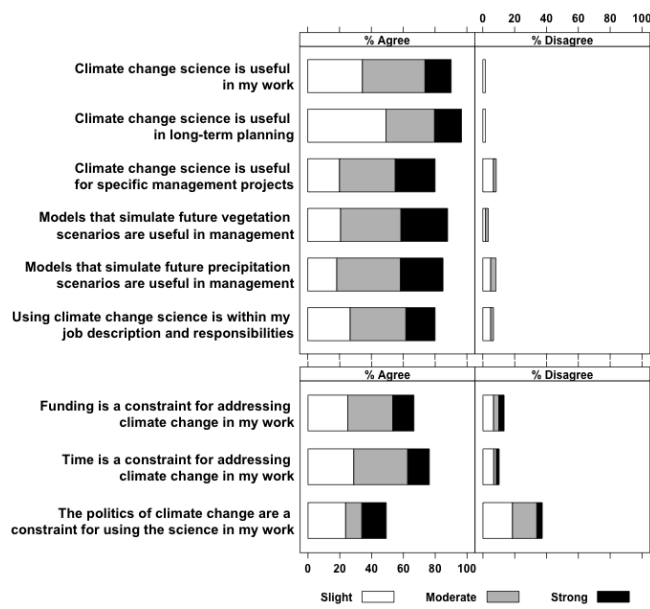 0 20 40 60 80 100
% Agree % Disagree
Climate change science is useful
in my work
Climate change science is useful
in long-term planning
Climate change science is useful
for specific management projects
Models that simulate future vegetation
scenarios are useful in management
Models that simulate future precipitation
scenarios are useful in management
Using climate change science is within my
job description and responsibilities
% Agree % Disagree
Funding is a constraint for addressing
climate change in my work
Time is a constraint for addressing
climate change in my work
The politics of climate change are a
constraint for using the science in my work
0 20 40 60 80 100
Slight Moderate Strong